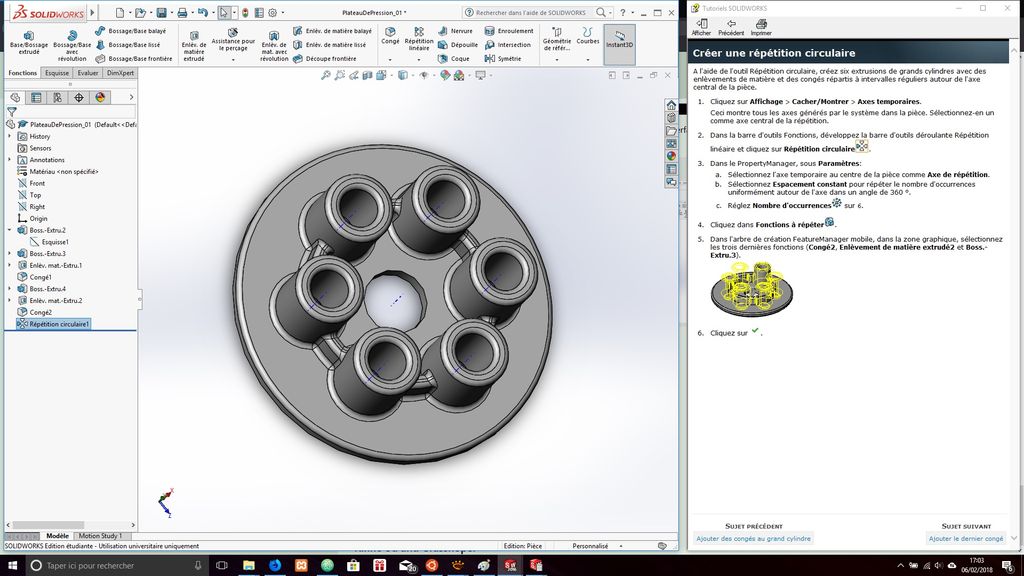 SOLIDWORKS
PlateauDePression_01 *
Rechercher dans l'aide de SOLIDWORKS
Base/Bossage extrudé
Bossage/Base avec révolution
Bossage/Base balayé
Bossage/Base lissé
Bossage/Base frontière
Enlèv. de matière extrudé
Assistance pour le perçage
Enlèv. de mat. avec révolution
Enlèv. de matière balayé
Enlèv. de matière lissé
Découpe frontière
Congé
Répétition linéaire
Nervure
Dépouille
Coque
Enroulement
Intersection
Symétrie
Géométrie de référ...
Courbes
Instant3D
Fonctions
Esquisse
Evaluer
DimXpert
PlateauDePression_01 (Default<<Defa
History
Sensors
Annotations
Matériau <non spécifié>
Front
Top
Right
Origin
Boss.-Extru.2
Esquisse1
Boss.-Extru.3
Enlèv. mat.-Extru.1
Congé1
Boss.-Extru.4
Enlèv. mat.-Extru.2
Congé2
Répétition circulaire1
Modèle
Motion Study 1
SOLIDWORKS Edition étudiante - Utilisation universitaire uniquement
Edition: Pièce
Personnalisé
Tutoriels SOLIDWORKS
Afficher
Précédent
Imprimer
Créer une répétition circulaire
A l'aide de l'outil Répétition circulaire, créez six extrusions de grands cylindres avec des
enlèvements de matière et des congés répartis à intervalles réguliers autour de l'axe
central de la pièce.
1. Cliquez sur Affichage > Cacher/Montrer > Axes temporaires.
Ceci montre tous les axes générés par le système dans la pièce. Sélectionnez-en un
comme axe central de la répétition.
2. Dans la barre d'outils Fonctions, développez la barre d'outils déroulante Répétition
linéaire et cliquez sur Répétition circulaire.
3. Dans le PropertyManager, sous Paramètres:
a. Sélectionnez l'axe temporaire au centre de la pièce comme Axe de répétition.
b. Sélectionnez Espacement constant pour répéter le nombre d'occurrences
uniformément autour de l'axe dans un angle de 360 °.
c. Réglez Nombre d'occurrences sur 6.
4. Cliquez dans Fonctions à répéter.
5. Dans l'arbre de création FeatureManager mobile, dans la zone graphique, sélectionnez
les trois dernières fonctions (Congé2, Enlèvement de matière extrudé2 et Boss.-
Extru.3).
6. Cliquez sur .
SUJET PRÉCÉDENT
Ajouter des congés au grand cylindre
SUJET SUIVANT
Ajouter le dernier congé
Taper ici pour rechercher
20
17:03
06/02/2018